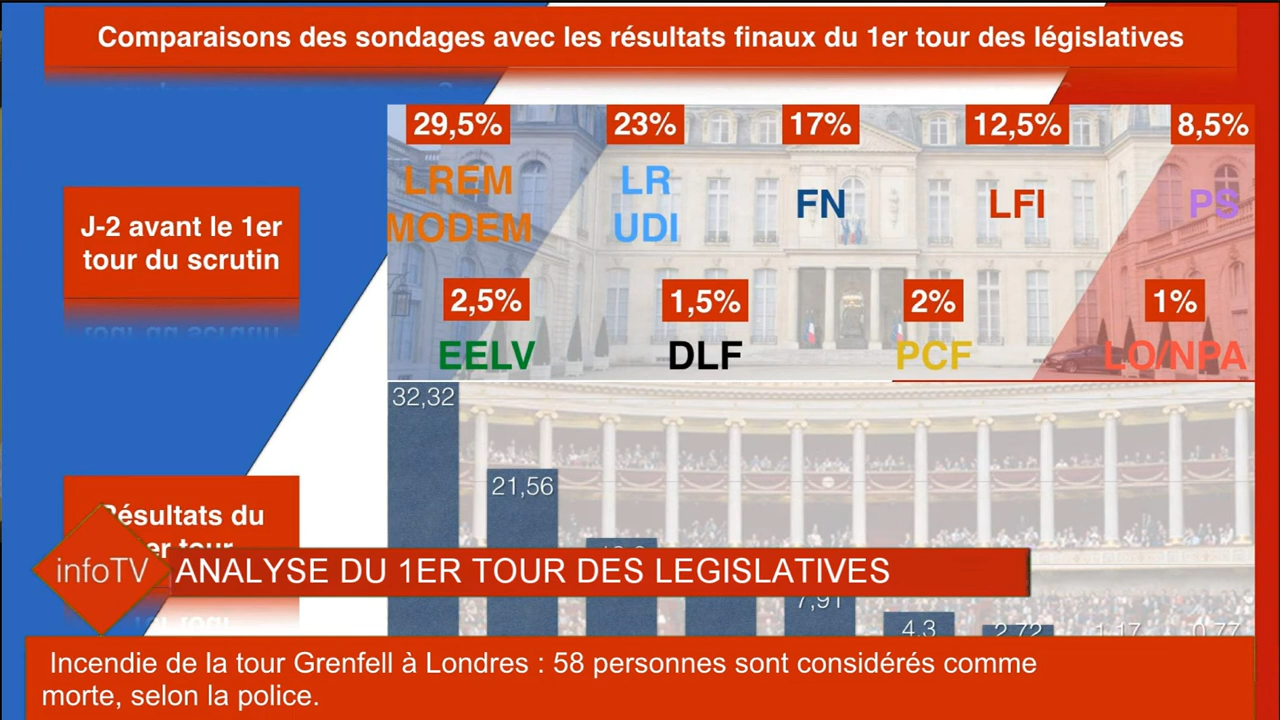 Comparaisons des sondages avec les résultats finaux du 1er tour des législatives
29,5% 23% 17% 12,5% 8,5%
LREM MODEM
LR UDI
FN
LFI
PS
J-2 avant le 1er
tour du scrutin
2,5% 1,5% 2% 1%
EELV DLF PCF LO/NPA
32,32
21,56
7,91
4,3
2,72
1,17
0,77
Résultats du
1er tour
infoTV
ANALYSE DU 1ER TOUR DES LEGISLATIVES
Incendie de la tour Grenfell à Londres : 58 personnes sont considérés comme
morte, selon la police.